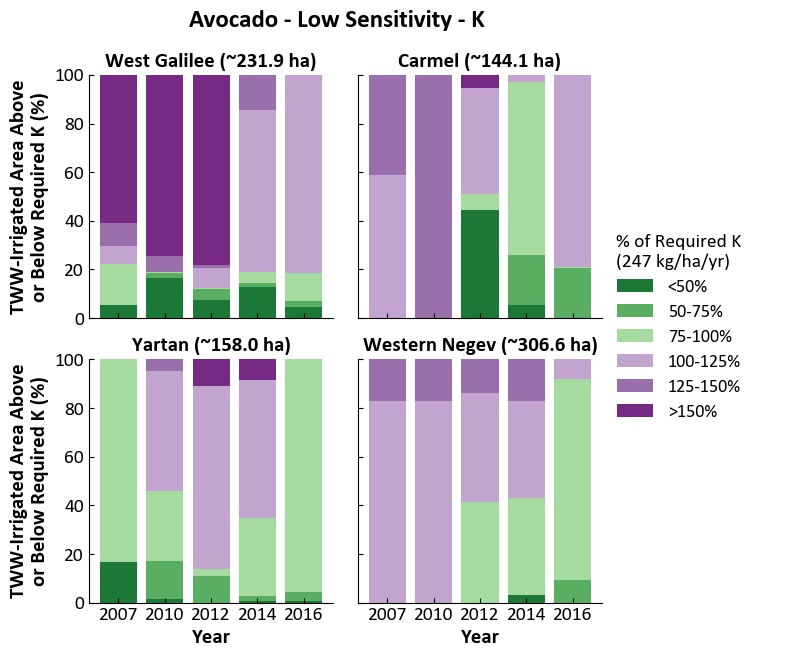 Avocado - Low Sensitivity - K
West Galilee (~231.9 ha)
Carmel (~144.1 ha)
TWW-Irrigated Area Above
or Below Required K (%)
100
80
60
40
20
0
% of Required K
(247 kg/ha/yr)
<50%
50-75%
75-100%
100-125%
125-150%
>150%
Yartan (~158.0 ha)
Western Negev (~306.6 ha)
TWW-Irrigated Area Above
or Below Required K (%)
100
80
60
40
20
0
2007 2010 2012 2014 2016
2007 2010 2012 2014 2016
Year
Year